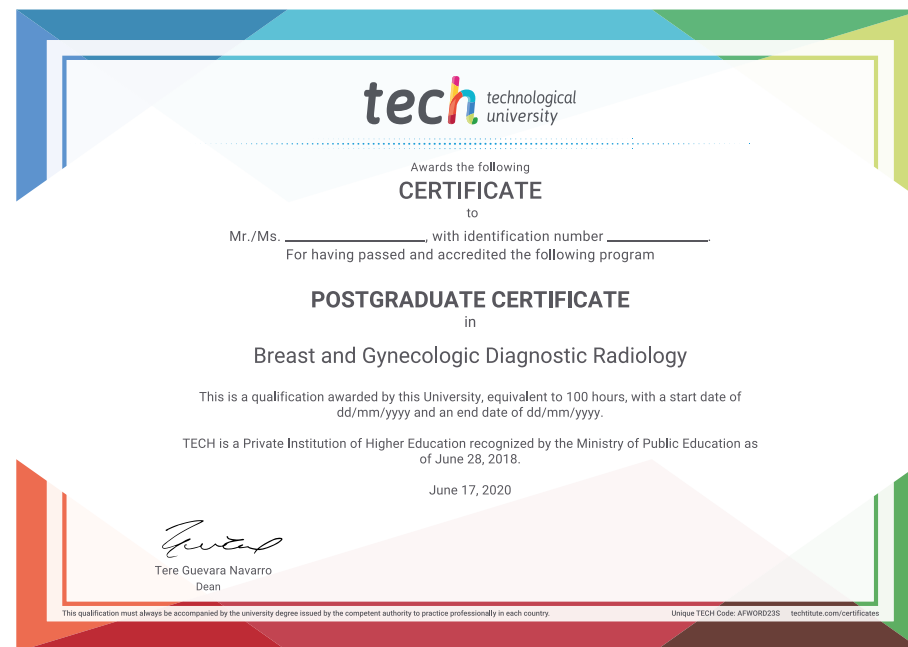 tech technological
university
Awards the following
CERTIFICATE
to
Mr./Ms. ____________, with identification number ____________.
For having passed and accredited the following program
POSTGRADUATE CERTIFICATE
in
Breast and Gynecologic Diagnostic Radiology
This is a qualification awarded by this University, equivalent to 100 hours, with a start date of
dd/mm/yyyy and an end date of dd/mm/yyyy.
TECH is a Private Institution of Higher Education recognized by the Ministry of Public Education as
of June 28, 2018.
June 17, 2020
Tere Guevara Navarro
Dean
This qualification must always be accompanied by the university degree issued by the competent authority to practice professionally in each country. Unique TECH Code: AFWORD23S techtitute.com/certificates